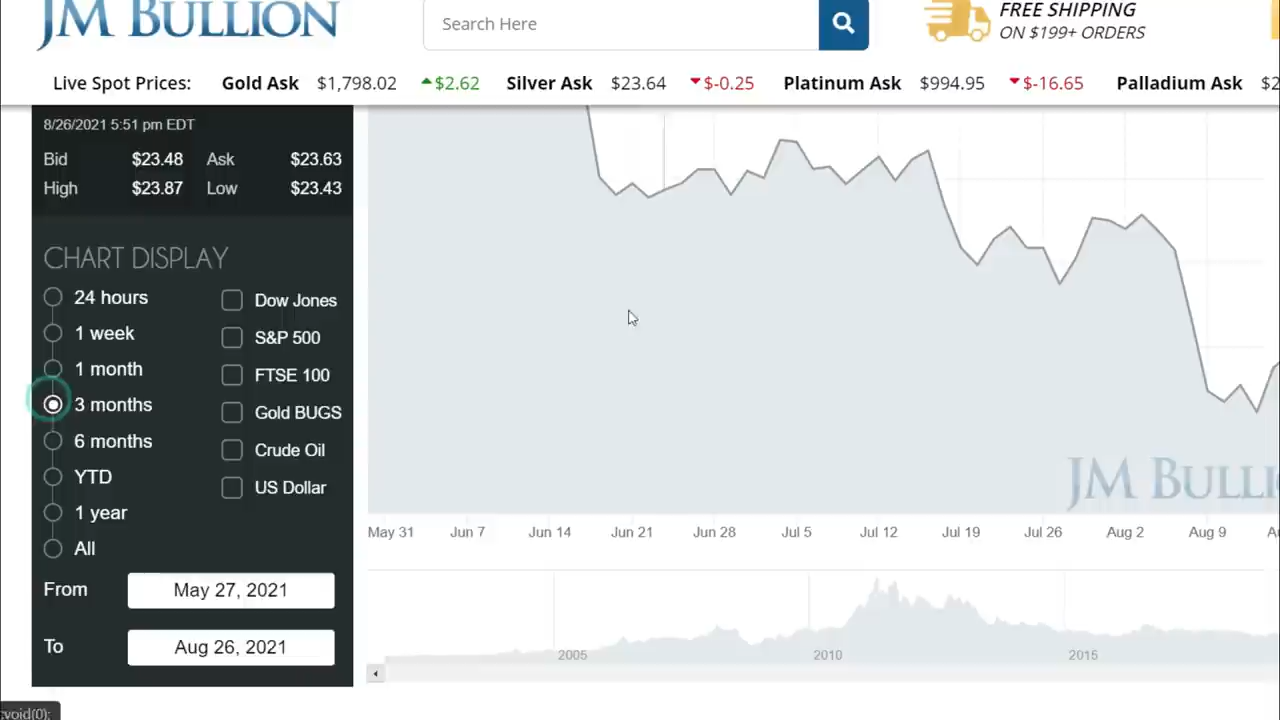 JM BULLION
Search Here
FREE SHIPPING
ON $199+ ORDERS
Live Spot Prices: Gold Ask $1,798.02 $2.62 Silver Ask $23.64 $-0.25 Platinum Ask $994.95 $-16.65 Palladium Ask
8/26/2021 5:51 pm EDT
Bid $23.48 Ask $23.63
High $23.87 Low $23.43
CHART DISPLAY
24 hours
1 week
1 month
3 months
6 months
YTD
1 year
All
Dow Jones
S&P 500
FTSE 100
Gold BUGS
Crude Oil
US Dollar
From May 27, 2021
To Aug 26, 2021
JM BULLI
May 31 Jun 7 Jun 14 Jun 21 Jun 28 Jul 5 Jul 12 Jul 19 Jul 26 Aug 2 Aug 9
2005 2010 2015
:void(0);